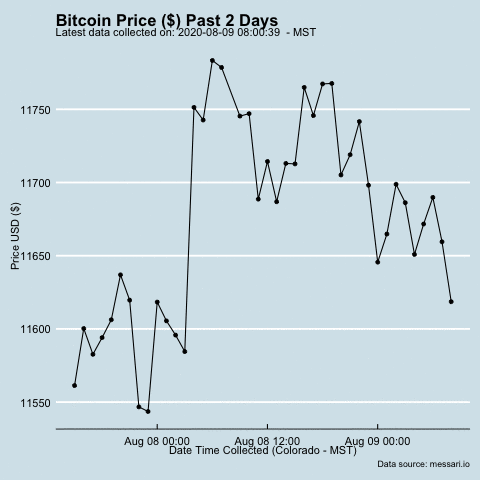 Bitcoin Price ($) Past 2 Days
Latest data collected on: 2020-08-09 08:00:39  - MST
11750
11700
11650
11600
11550
Price USD ($)
Aug 08 00:00 Aug 08 12:00 Aug 09 00:00
Date Time Collected (Colorado - MST)
Data source: messari.io